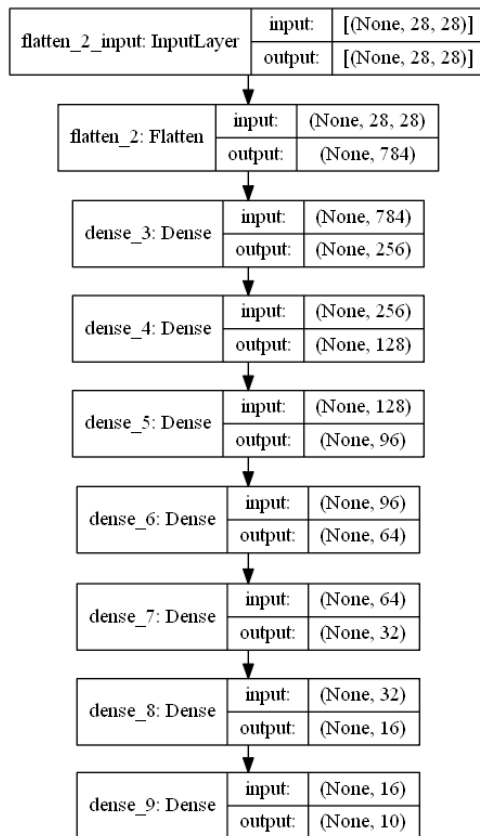 flatten_2_input: InputLayer
input: [(None, 28, 28)]
output: [(None, 28, 28)]
flatten_2: Flatten
input: (None, 28, 28)
output: (None, 784)
dense_3: Dense
input: (None, 784)
output: (None, 256)
dense_4: Dense
input: (None, 256)
output: (None, 128)
dense_5: Dense
input: (None, 128)
output: (None, 96)
dense_6: Dense
input: (None, 96)
output: (None, 64)
dense_7: Dense
input: (None, 64)
output: (None, 32)
dense_8: Dense
input: (None, 32)
output: (None, 16)
dense_9: Dense
input: (None, 16)
output: (None, 10)